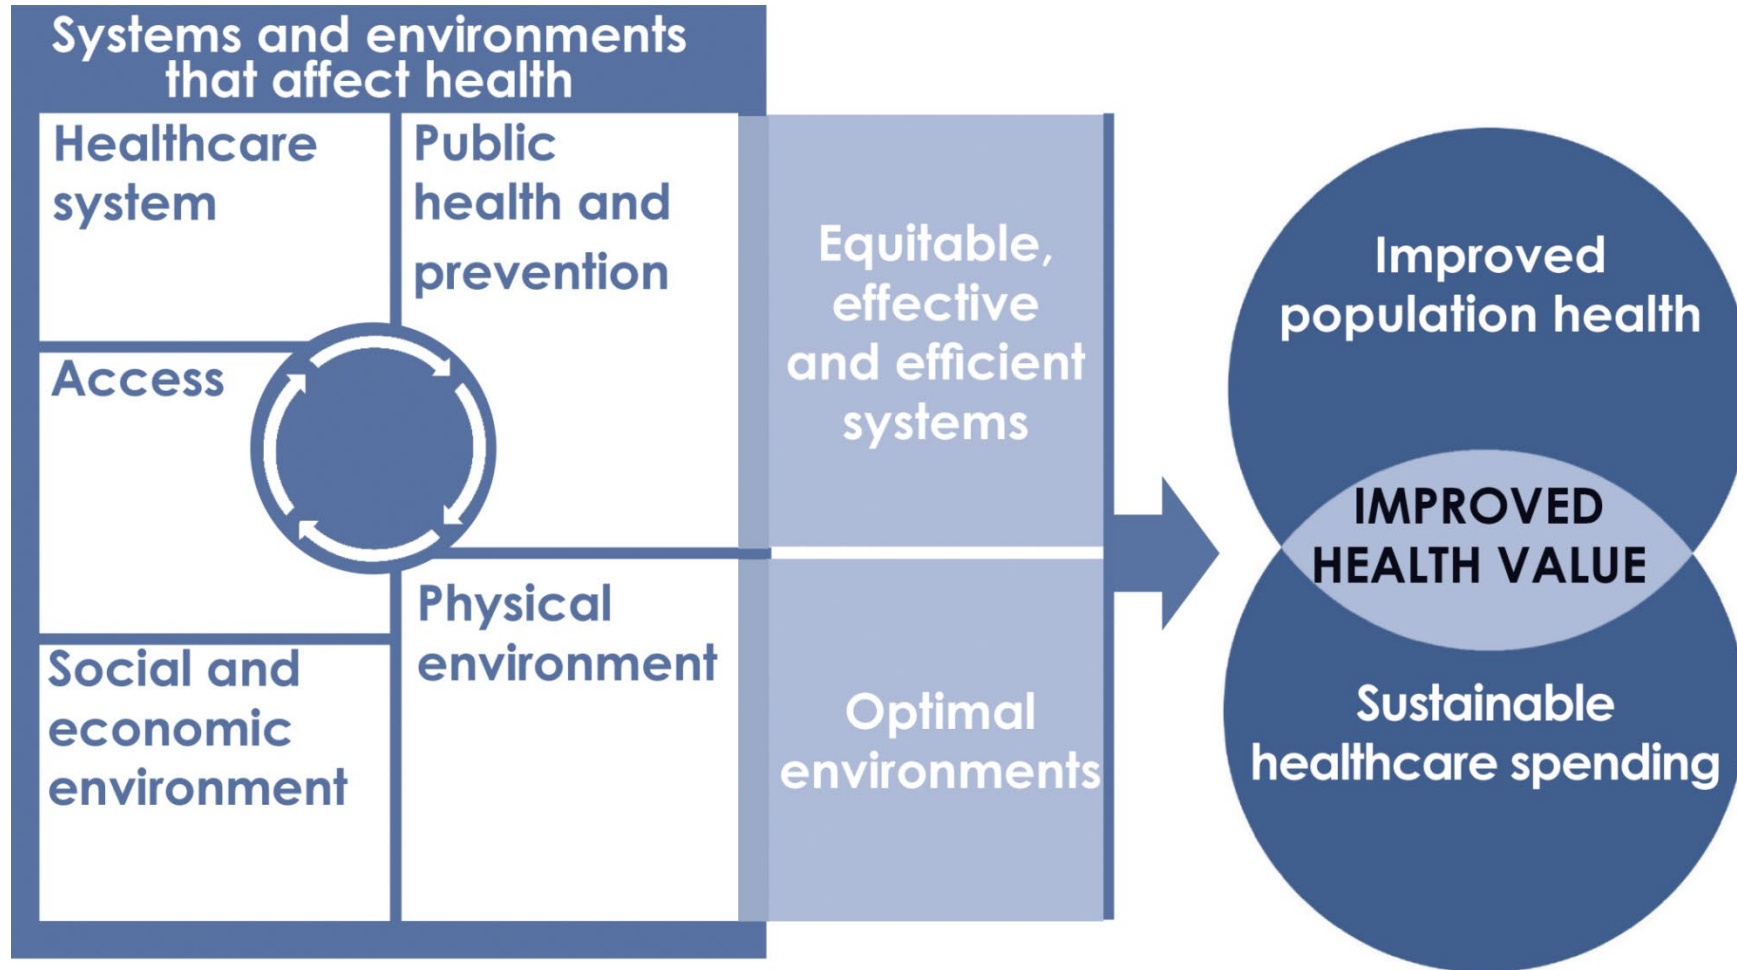 Systems and environments
that affect health
Healthcare
system
Public
health and
prevention
Access
Social and
economic
environment
Physical
environment
Equitable,
effective
and efficient
systems
Optimal
environments
Improved
population health
IMPROVED
HEALTH VALUE
Sustainable
healthcare spending